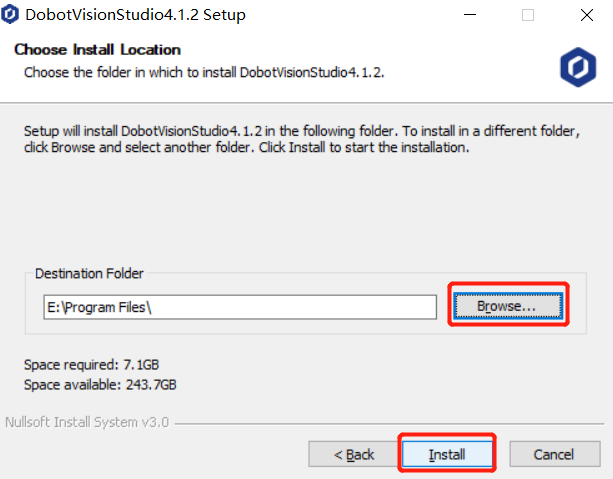 DobotVisionStudio4.1.2 Setup
Choose Install Location
Choose the folder in which to install DobotVisionStudio4.1.2.
Setup will install DobotVisionStudio4.1.2 in the following folder. To install in a different folder,
click Browse and select another folder. Click Install to start the installation.
Destination Folder
E:\Program Files\
Browse...
Space required: 7.1GB
Space available: 243.7GB
Nullsoft Install System v3.0
< Back
Install
Cancel